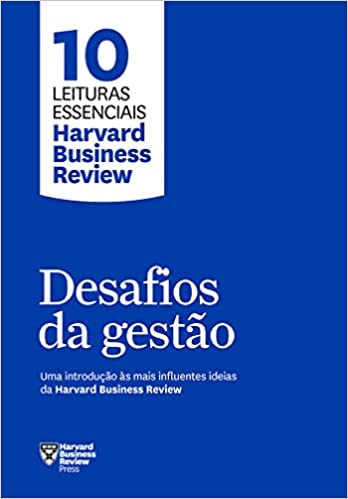 10
LEITURAS
ESSENCIAIS
Harvard
Business
Review
Desafios
da gestão
Uma introdução às mais influentes ideias
da Harvard Business Review
Harvard
Business
Review
Press